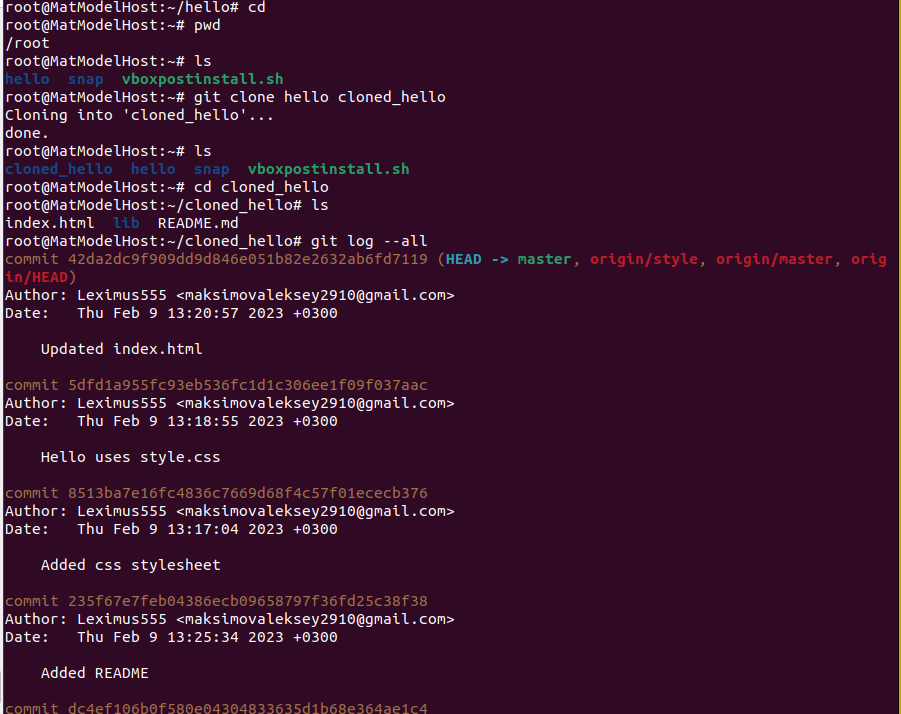 root@MatModelHost:~/hello# cd
root@MatModelHost:~# pwd
/root
root@MatModelHost:~# ls
hello  snap  vboxpostinstall.sh
root@MatModelHost:~# git clone hello cloned_hello
Cloning into 'cloned_hello'...
done.
root@MatModelHost:~# ls
cloned_hello  hello  snap  vboxpostinstall.sh
root@MatModelHost:~# cd cloned_hello
root@MatModelHost:~/cloned_hello# ls
index.html  lib  README.md
root@MatModelHost:~/cloned_hello# git log --all
commit 42da2dc9f909dd9d846e051b82e2632ab6fd7119 (HEAD -> master, origin/style, origin/master, orig
in/HEAD)
Author: Leximus555 <maksimovaleksey2910@gmail.com>
Date:   Thu Feb 9 13:20:57 2023 +0300
    Updated index.html
commit 5dfd1a955fc93eb536fc1d1c306ee1f09f037aac
Author: Leximus555 <maksimovaleksey2910@gmail.com>
Date:   Thu Feb 9 13:18:55 2023 +0300
    Hello uses style.css
commit 8513ba7e16fc4836c7669d68f4c57f01ececb376
Author: Leximus555 <maksimovaleksey2910@gmail.com>
Date:   Thu Feb 9 13:17:04 2023 +0300
    Added css stylesheet
commit 235f67e7feb04386ecb09658797f36fd25c38f38
Author: Leximus555 <maksimovaleksey2910@gmail.com>
Date:   Thu Feb 9 13:25:34 2023 +0300
    Added README
commit dc4ef106b0f580e04304833635d1b68e364ae1c4